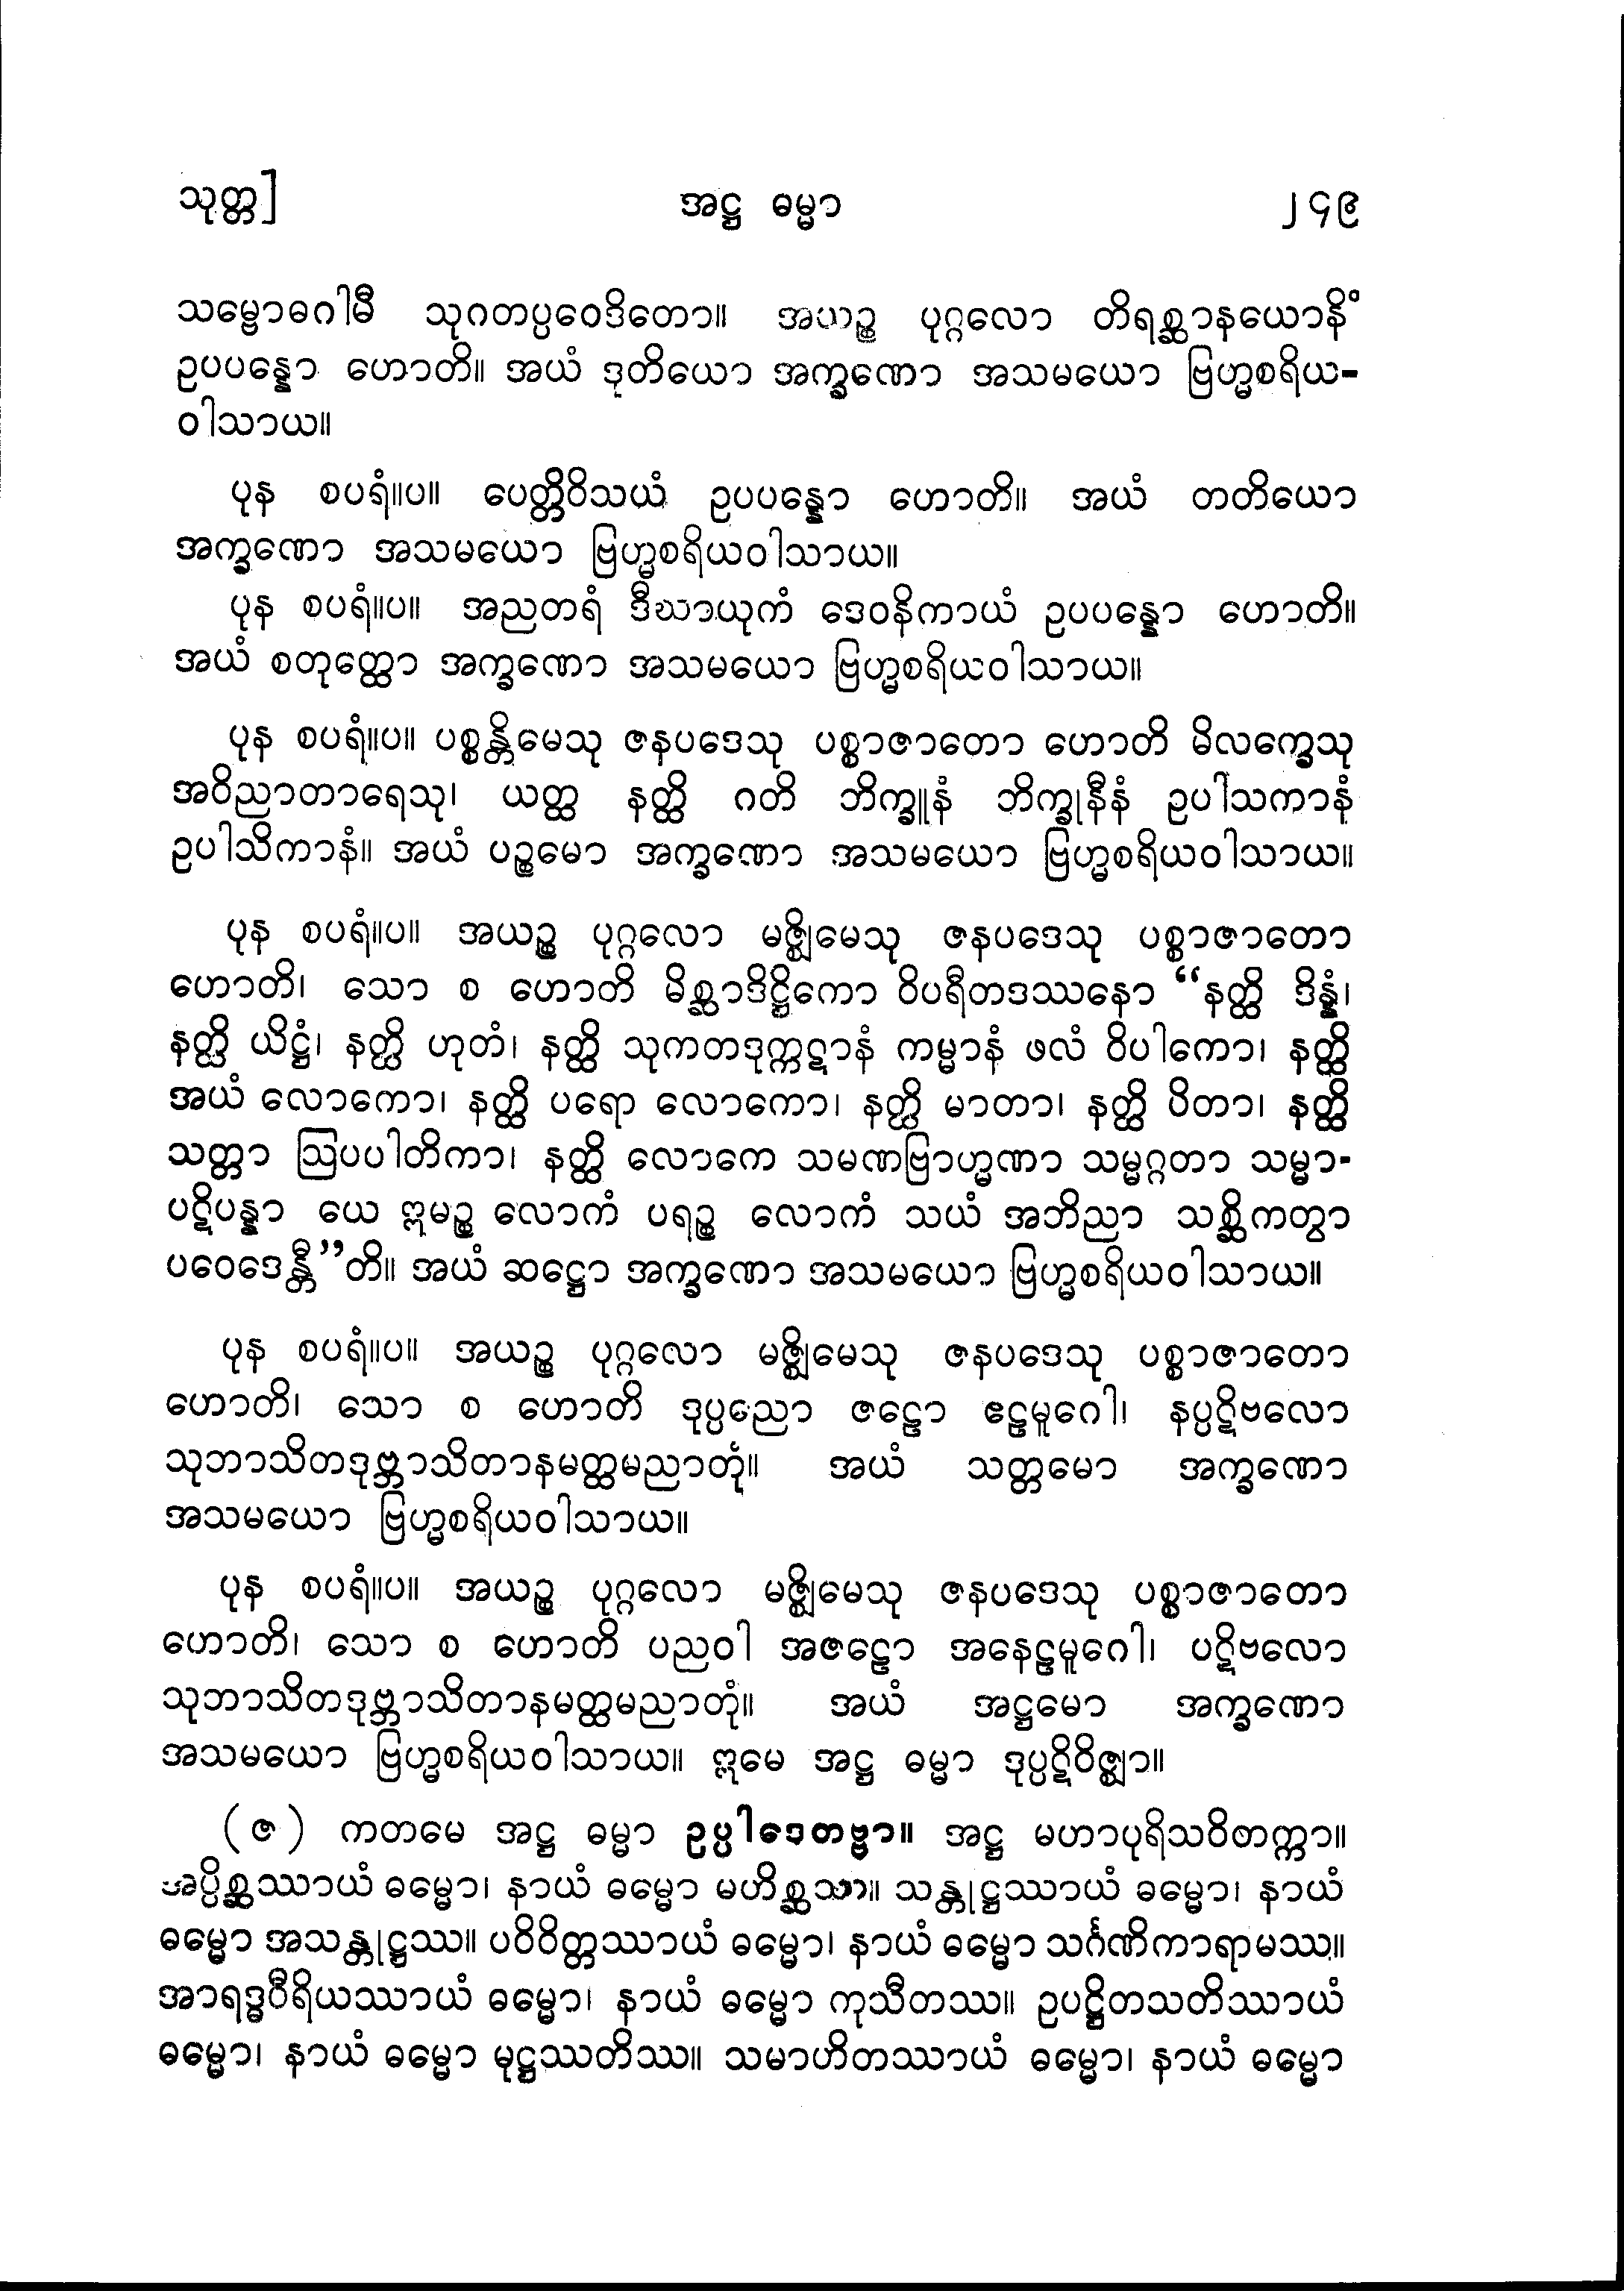 သုတ္တ] အဋ္ဌ ဓမ္မာ ၂၄၉
သမ္ဗောဓဂါမီ သုဂတပ္ပဝေဒိတော။ အယဉ္စ ပုဂ္ဂလော တိရစ္ဆာနယောနိံ
ဥပပန္နော ဟောတိ။ အယံ ဒုတိယော အက္ခဏော အသမယော ဗြဟ္မစရိယ-
ဝါသာယ။
ပုန စပရံ။ပ။ ပေတ္တိဝိသယံ ဥပပန္နော ဟောတိ။ အယံ တတိယော
အက္ခဏော အသမယော ဗြဟ္မစရိယဝါသာယ။
ပုန စပရံ။ပ။ အညတရံ ဒီဃာယုကံ ဒေဝနိကာယံ ဥပပန္နော ဟောတိ။
အယံ စတုတ္ထော အက္ခဏော အသမယော ဗြဟ္မစရိယဝါသာယ။
ပုန စပရံ။ပ။ ပစ္စန္တိမေသု ဇနပဒေသု ပစ္စာဇာတော ဟောတိ မိလက္ခေသု
အဝိညာတာရေသု၊ ယတ္ထ နတ္ထိ ဂတိ ဘိက္ခူနံ ဘိက္ခုနီနံ ဥပါသကာနံ
ဥပါသိကာနံ။ အယံ ပဉ္စမော အက္ခဏော အသမယော ဗြဟ္မစရိယဝါသာယ။
ပုန စပရံ။ပ။ အယဉ္စ ပုဂ္ဂလော မဇ္ဈိမေသု ဇနပဒေသု ပစ္စာဇာတော
ဟောတိ၊ သော စ ဟောတိ မိစ္ဆာဒိဋ္ဌိကော ဝိပရီတဒဿနော “နတ္ထိ ဒိန္နံ၊
နတ္ထိ ယိဋ္ဌံ၊ နတ္ထိ ဟုတံ၊ နတ္ထိ သုကတဒုက္ကဋာနံ ကမ္မာနံ ဖလံ ဝိပါကော၊ နတ္ထိ
အယံ လောကော၊ နတ္ထိ ပရော လောကော၊ နတ္ထိ မာတာ၊ နတ္ထိ ပိတာ၊ နတ္ထိ
သတ္တာ ဩပပါတိကာ၊ နတ္ထိ လောကေ သမဏဗြာဟ္မဏာ သမ္မဂ္ဂတာ သမ္မာ-
ပဋိပန္နာ ယေ ဣမဉ္စ လောကံ ပရဉ္စ လောကံ သယံ အဘိညာ သစ္ဆိကတွာ
ပဝေဒေန္တီ”တိ။ အယံ ဆဋ္ဌော အက္ခဏော အသမယော ဗြဟ္မစရိယဝါသာယ။
ပုန စပရံ။ပ။ အယဉ္စ ပုဂ္ဂလော မဇ္ဈိမေသု ဇနပဒေသု ပစ္စာဇာတော
ဟောတိ၊ သော စ ဟောတိ ဒုပ္ပညော ဇဠော ဧဠမူဂေါ၊ နပ္ပဋိဗလော
သုဘာသိတဒုဗ္ဘာသိတာနမတ္ထမညာတုံ။ အယံ သတ္တမော အက္ခဏော
အသမယော ဗြဟ္မစရိယဝါသာယ။
ပုန စပရံ။ပ။ အယဉ္စ ပုဂ္ဂလော မဇ္ဈိမေသု ဇနပဒေသု ပစ္စာဇာတော
ဟောတိ၊ သော စ ဟောတိ ပညဝါ အဇဠော အနေဠမူဂေါ၊ ပဋိဗလော
သုဘာသိတဒုဗ္ဘာသိတာနမတ္ထမညာတုံ။ အယံ အဋ္ဌမော အက္ခဏော
အသမယော ဗြဟ္မစရိယဝါသာယ။ ဣမေ အဋ္ဌ ဓမ္မာ ဒုပ္ပဋိဝိဇ္ဈာ။
(ဇ) ကတမေ အဋ္ဌ ဓမ္မာ ဥပ္ပါဒေတဗ္ဗာ။ အဋ္ဌ မဟာပုရိသဝိတက္ကာ။
အပ္ပိစ္ဆဿာယံ ဓမ္မော၊ နာယံ ဓမ္မော မဟိစ္ဆဿ။ သန္တုဋ္ဌဿာယံ ဓမ္မော၊ နာယံ
ဓမ္မော အသန္တုဋ္ဌဿ။ ပဝိဝိတ္တဿာယံ ဓမ္မော၊ နာယံ ဓမ္မော သင်္ဂဏိကာရာမဿ။
အာရဒ္ဓဝီရိယဿာယံ ဓမ္မော၊ နာယံ ဓမ္မော ကုသီတဿ။ ဥပဋ္ဌိတသတိဿာယံ
ဓမ္မော၊ နာယံ ဓမ္မော မုဋ္ဌဿတိဿ။ သမာဟိတဿာယံ ဓမ္မော၊ နာယံ ဓမ္မော